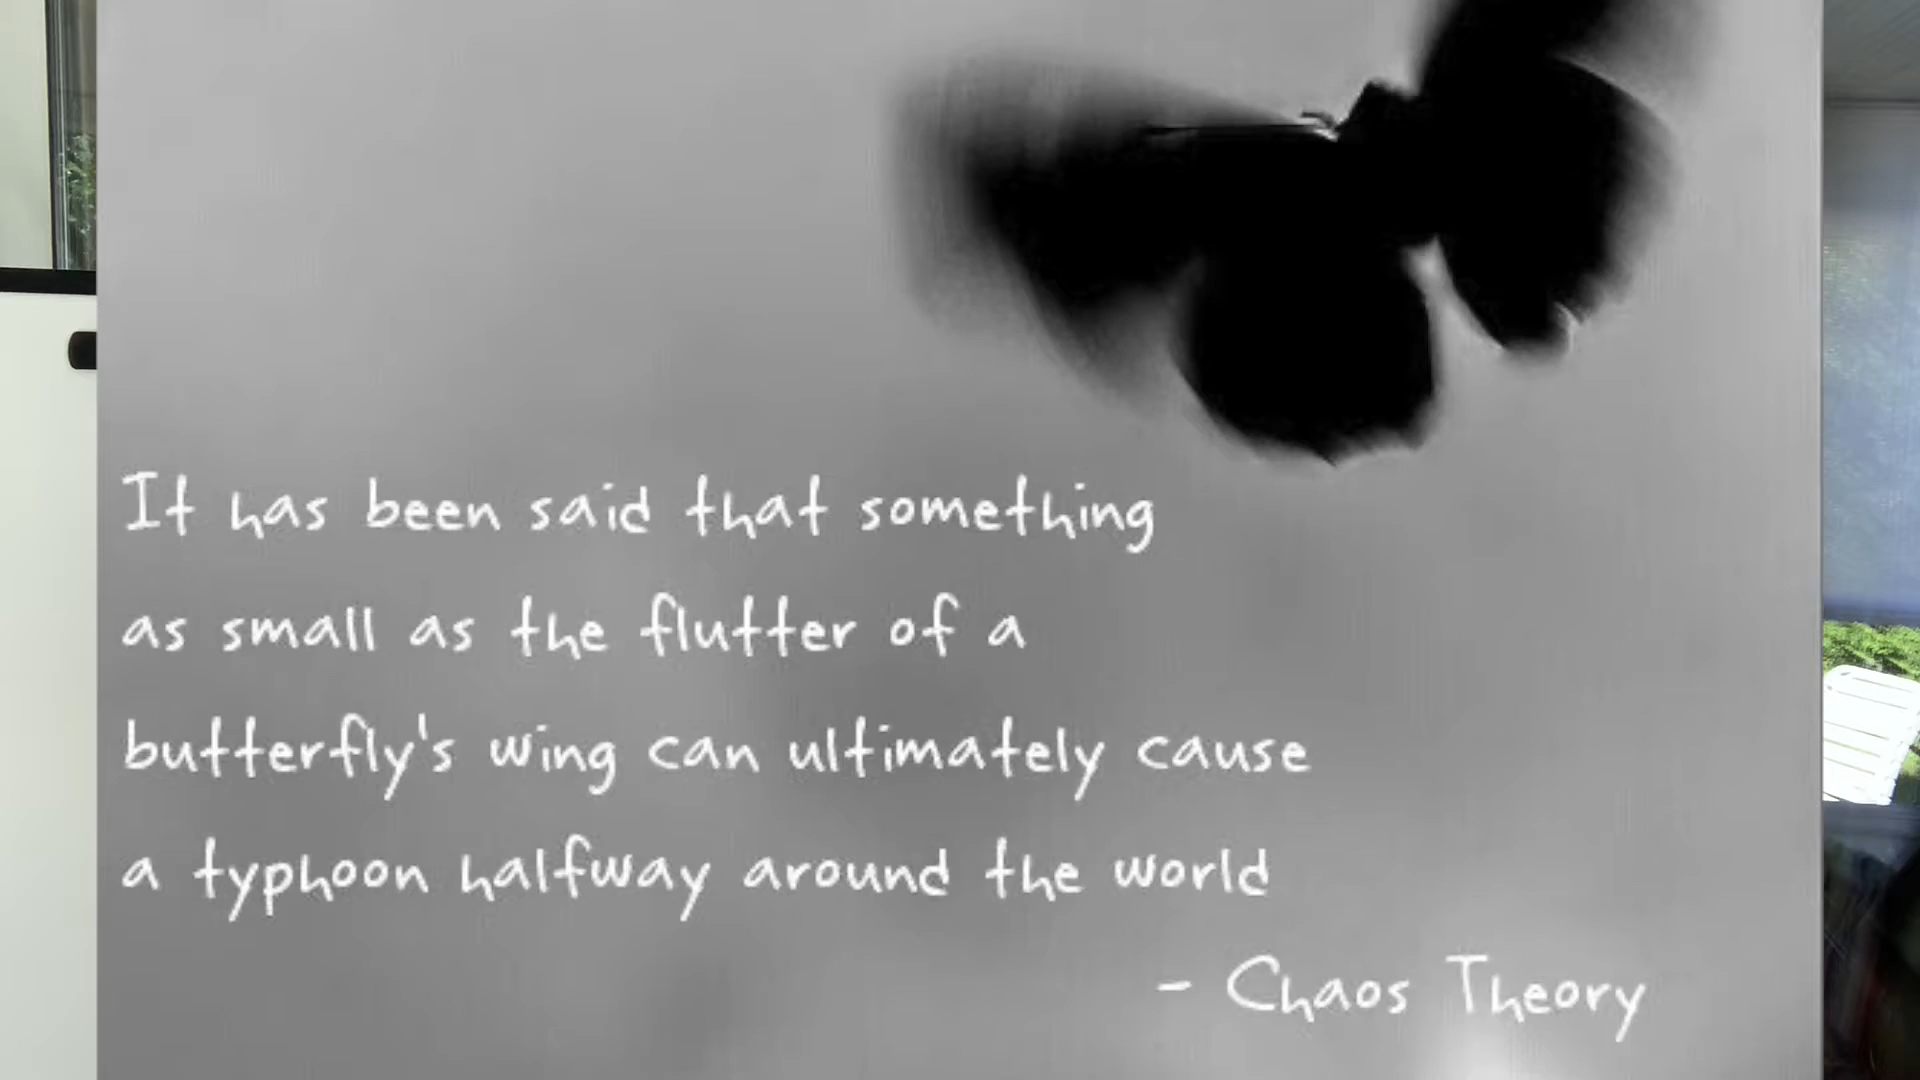 It has been said that something
as small as the flutter of a
butterfly's wing can ultimately cause
a typhoon halfway around the world
- Chaos Theory